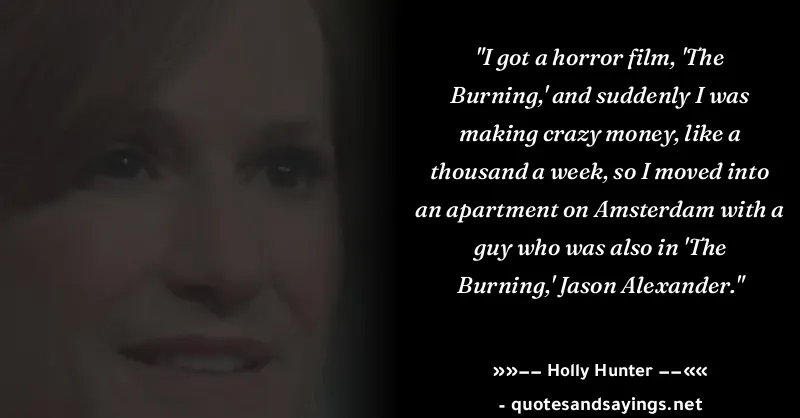 "I got a horror film, 'The
Burning,' and suddenly I was
making crazy money, like a
thousand a week, so I moved into
an apartment on Amsterdam with a
guy who was also in 'The
Burning,' Jason Alexander."
»»–– Holly Hunter ––««
- quotesandsayings.net